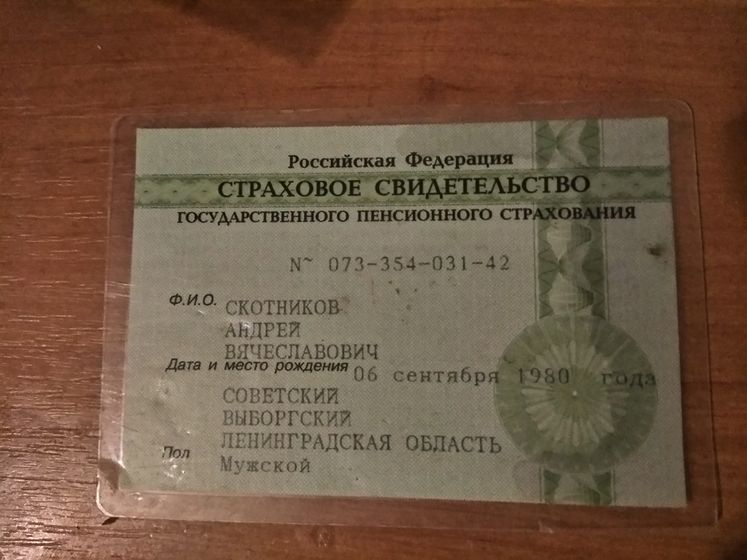 Российская Федерация
СТРАХОВОЕ СВИДЕТЕЛЬСТВО
ГОСУДАРСТВЕННОГО ПЕНСИОННОГО СТРАХОВАНИЯ
N~ 073-354-031-42
Ф.И.О. СКОТНИКОВ
АНДРЕЙ
ВЯЧЕСЛАВОВИЧ
Дата и место рождения 06 сентября 1980 года
СОВЕТСКИЙ
ВЫБОРГСКИЙ
ЛЕНИНГРАДСКАЯ ОБЛАСТЬ
Пол Мужской